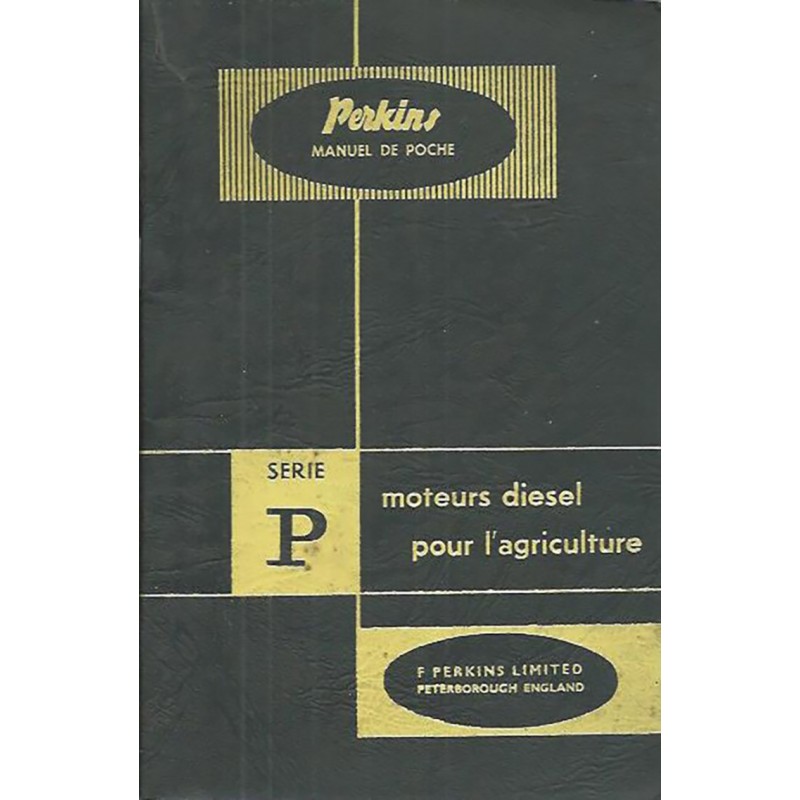 Perkins
MANUEL DE POCHE
SERIE
P
moteurs diesel
pour l'agriculture
F PERKINS LIMITED
PETERBOROUGH ENGLAND